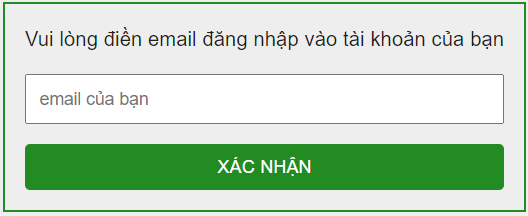 Vui lòng điền email đăng nhập vào tài khoản của bạn
email của bạn
XÁC NHẬN